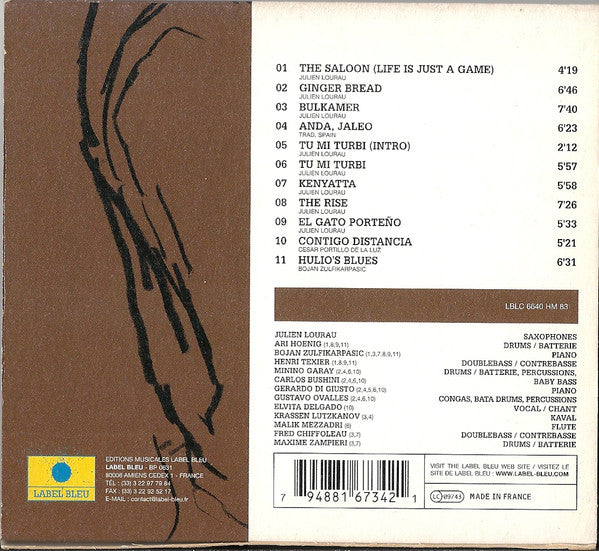 01 THE SALOON (LIFE IS JUST A GAME) 4'19
JULIEN LOURAU
02 GINGER BREAD 6'46
JULIEN LOURAU
03 BULKAMER 7'40
JULIEN LOURAU
04 ANDA, JALEO 6'23
TRAD. SPAIN
05 TU MI TURBI (INTRO) 2'12
JULIEN LOURAU
06 TU MI TURBI 5'57
JULIEN LOURAU
07 KENYATTA 5'58
JULIEN LOURAU
08 THE RISE 7'26
JULIEN LOURAU
09 EL GATO PORTEÑO 5'33
JULIEN LOURAU
10 CONTIGO DISTANCIA 5'21
CESAR PORTILLO DE LA LUZ
11 HULIO'S BLUES 6'31
BOJAN ZULFIKARPASIC
LBLC 6640 HM 83
JULIEN LOURAU SAXOPHONES
ARI HOENIG (1,8,9,11) DRUMS / BATTERIE
BOJAN ZULFIKARPASIC (1,3,7,8,9,11) PIANO
HENRI TEXIER (1,8,9,11) DOUBLEBASS / CONTREBASSE
MININO GARAY (2,4,6,10) DRUMS / BATTERIE, PERCUSSIONS,
CARLOS BUSHINI (2,4,6,10) BABY BASS
GERARDO DI GIUSTO (2,4,5,6,10) PIANO
GUSTAVO OVALLES (2,4,6,10) CONGAS, BATA DRUMS, PERCUSSIONS
ELVITA DELGADO (10) VOCAL / CHANT
KRASSEN LUTZKANOV (3,4) KAVAL
MALIK MEZZADRI (6) FLUTE
FRED CHIFFOLEAU (3,7) DOUBLEBASS / CONTREBASSE
MAXIME ZAMPIERI (3,7) DRUMS / BATTERIE
LABEL BLEU
EDITIONS MUSICALES LABEL BLEU
LABEL BLEU - BP 0631
80006 AMIENS CEDEX 1 - FRANCE
TÉL : (33) 3 22 97 79 84
FAX : (33) 3 22 92 52 17
E-MAIL : contact@label-bleu.fr
7 94881 67342 1
VISIT THE LABEL BLEU WEB SITE / VISITEZ LE
SITE DE LABEL BLEU : WWW.LABEL-BLEU.COM
LC 09743 MADE IN FRANCE